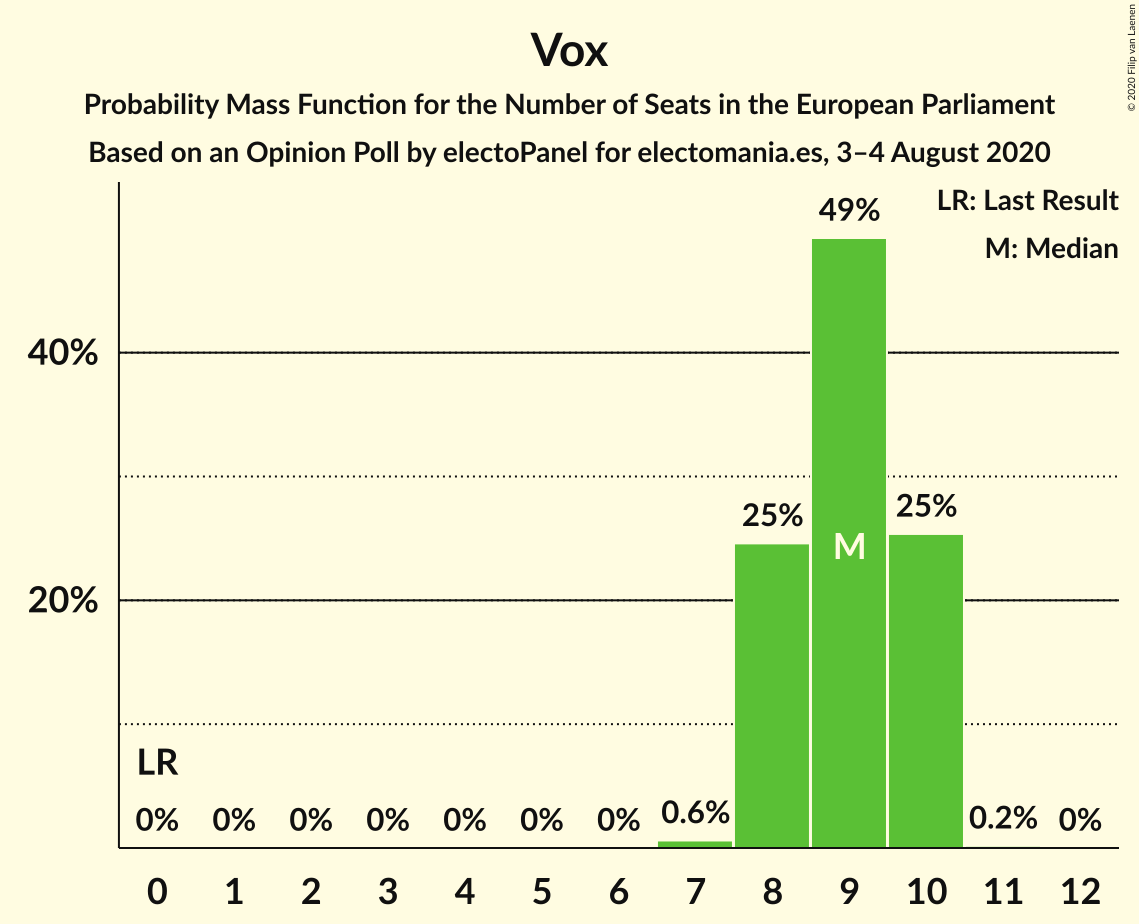 Vox
Probability Mass Function for the Number of Seats in the European Parliament
Based on an Opinion Poll by electoPanel for electomania.es, 3–4 August 2020
© 2020 Filip van Laenen
LR: Last Result
M: Median
49%
40%
25%
25%
M
20%
LR
0% 0% 0% 0% 0% 0% 0% 0.6% 0.2% 0%
0 1 2 3 4 5 6 7 8 9 10 11 12